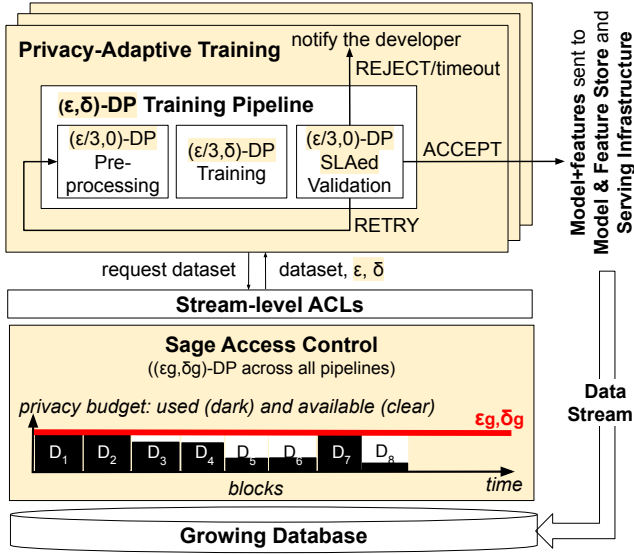 Privacy-Adaptive Training
notify the developer
REJECT/timeout
(ε,δ)-DP Training Pipeline
(ε/3,0)-DP
Pre-
processing
(ε/3,δ)-DP
Training
(ε/3,0)-DP
SLAed
Validation
ACCEPT
RETRY
Model+features sent to
Model & Feature Store and
Serving Infrastructure
request dataset
dataset, ε, δ
Stream-level ACLs
Sage Access Control
((εg,δg)-DP across all pipelines)
privacy budget: used (dark) and available (clear)
εg,δg
D1 D2 D3 D4 D5 D6 D7 D8
blocks
time
Data
Stream
Growing Database